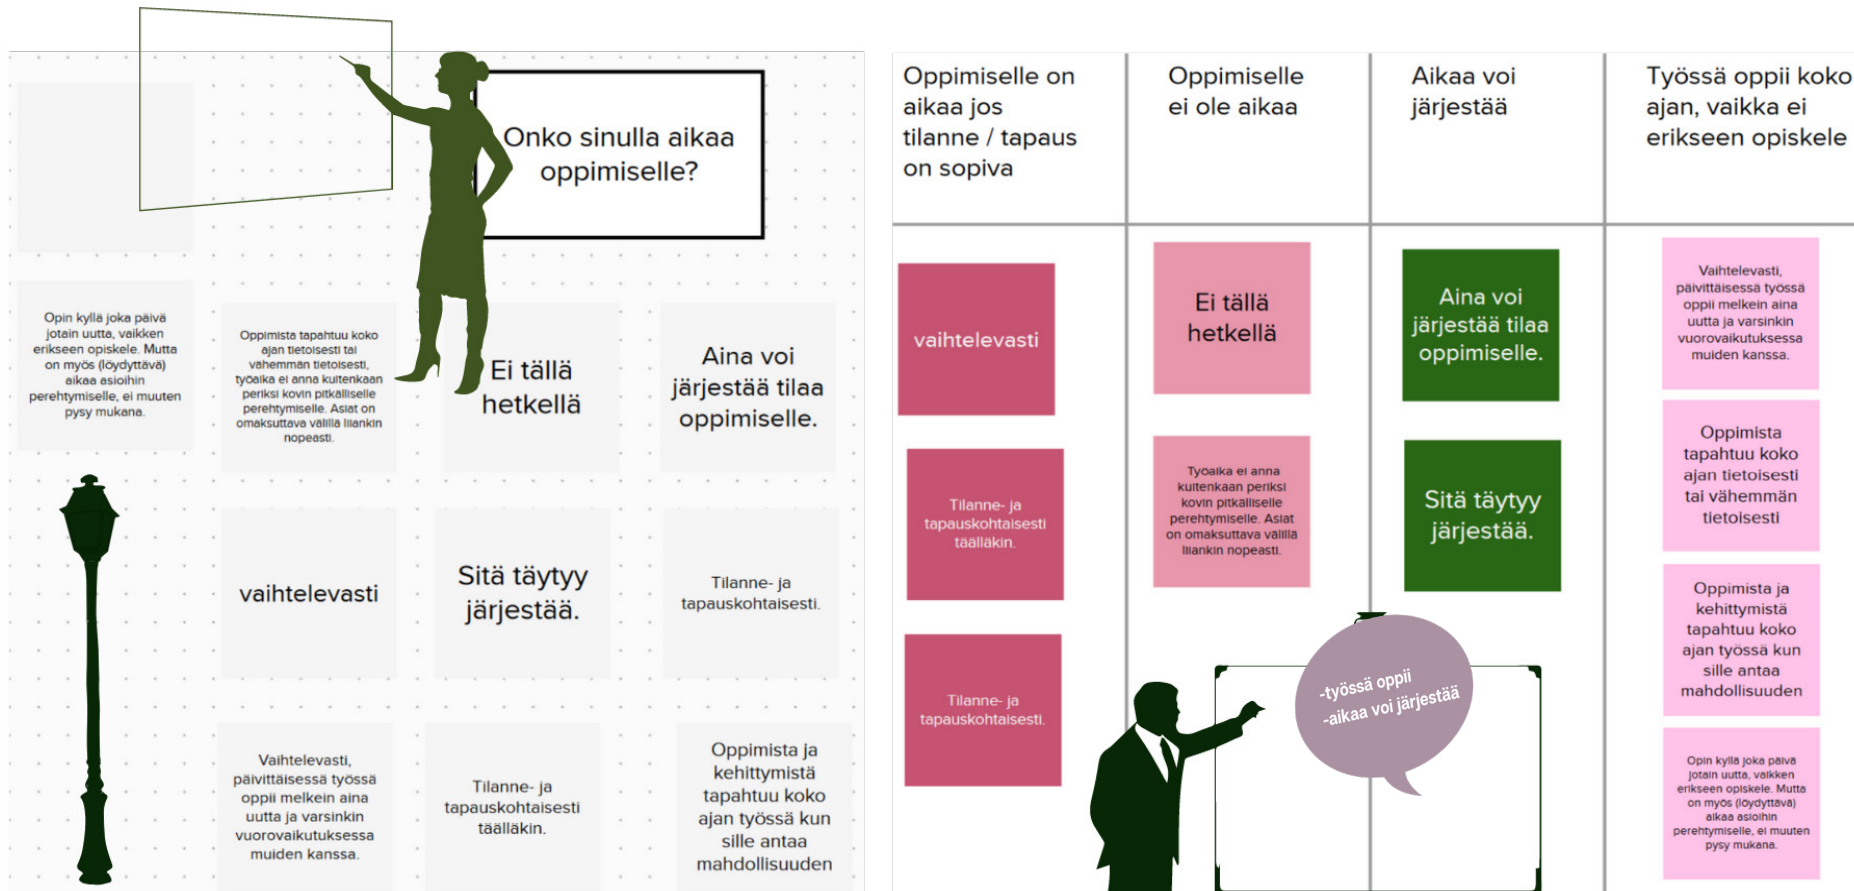 Onko sinulla aikaa
oppimiselle?
Opin kyllä joka päivä
jotain uutta, vaikken
erikseen opiskele. Mutta
on myös (löydyttävä)
aikaa asioihin
perehtymiselle, ei muuten
pysy mukana.
Oppimista tapahtuu koko
ajan tietoisesti tai
vähemmän tietoisesti,
työaika ei anna kuitenkaan
periksi kovin pitkälliselle
perehtymiselle. Asiat on
omaksuttava välillä liiankin
nopeasti.
Ei tällä
hetkellä
Aina voi
järjestää tilaa
oppimiselle.
vaihtelevasti
Sitä täytyy
järjestää.
Tilanne- ja
tapauskohtaisesti.
Vaihtelevasti,
päivittäisessä työssä
oppii melkein aina
uutta ja varsinkin
vuorovaikutuksessa
muiden kanssa.
Tilanne- ja
tapauskohtaisesti
täälläkin.
Oppimista ja
kehittymistä
tapahtuu koko
ajan työssä kun
sille antaa
mahdollisuuden
Oppimiselle on
aikaa jos
tilanne / tapaus
on sopiva
Oppimiselle
ei ole aikaa
Aikaa voi
järjestää
Työssä oppii koko
ajan, vaikka ei
erikseen opiskele
vaihtelevasti
Tilanne- ja
tapauskohtaisesti
täälläkin.
Tilanne- ja
tapauskohtaisesti.
Ei tällä
hetkellä
Työaika ei anna
kuitenkaan periksi
kovin pitkälliselle
perehtymiselle. Asiat
on omaksuttava välillä
liiankin nopeasti.
Aina voi
järjestää tilaa
oppimiselle.
Sitä täytyy
järjestää.
-työssä oppii
-aikaa voi järjestää
Vaihtelevasti,
päivittäisessä työssä
oppii melkein aina
uutta ja varsinkin
vuorovaikutuksessa
muiden kanssa.
Oppimista
tapahtuu koko
ajan tietoisesti
tai vähemmän
tietoisesti
Oppimista ja
kehittymistä
tapahtuu koko
ajan työssä kun
sille antaa
mahdollisuuden
Opin kyllä joka päivä
jotain uutta, vaikken
erikseen opiskele. Mutta
on myös (löydyttävä)
aikaa asioihin
perehtymiselle, ei muuten
pysy mukana.